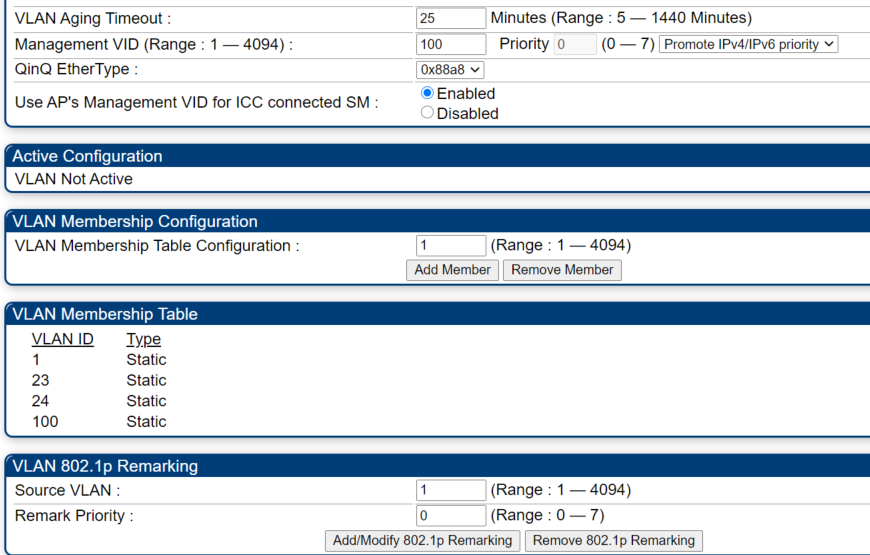 VLAN Aging Timeout : 25 Minutes (Range : 5 — 1440 Minutes)
Management VID (Range : 1 — 4094) : 100 Priority 0 (0 — 7) Promote IPv4/IPv6 priority
QinQ EtherType : 0x88a8
Use AP's Management VID for ICC connected SM : Enabled
Disabled
Active Configuration
VLAN Not Active
VLAN Membership Configuration
VLAN Membership Table Configuration : 1 (Range : 1 — 4094)
Add Member Remove Member
VLAN Membership Table
VLAN ID Type
1 Static
23 Static
24 Static
100 Static
VLAN 802.1p Remarking
Source VLAN : 1 (Range : 1 — 4094)
Remark Priority : 0 (Range : 0 — 7)
Add/Modify 802.1p Remarking Remove 802.1p Remarking